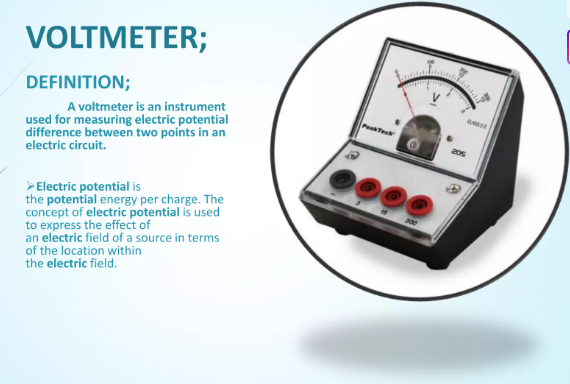 VOLTMETER;
DEFINITION;
A voltmeter is an instrument
used for measuring electric potential
difference between two points in an
electric circuit.
➢Electric potential is
the potential energy per charge. The
concept of electric potential is used
to express the effect of
an electric field of a source in terms
of the location within
the electric field.
V
PeakTech
205
3 15 300